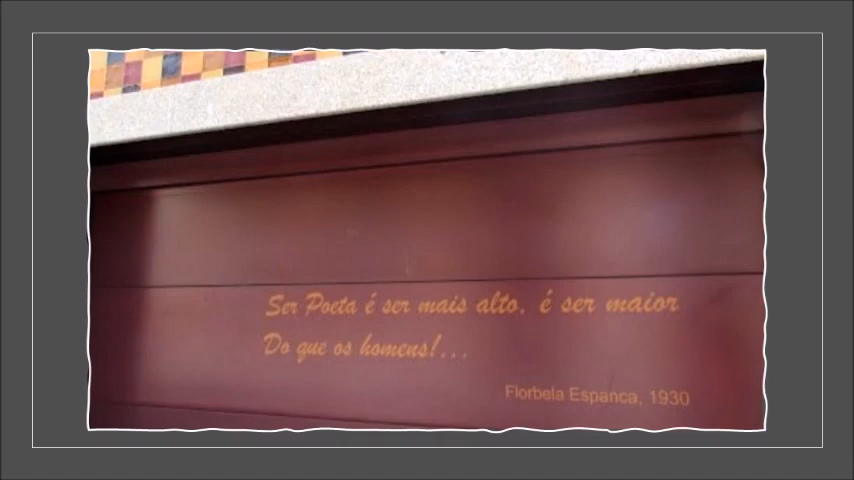 Ser Poeta é ser mais alto, é ser maior
Do que os homens!...
Florbela Espanca, 1930